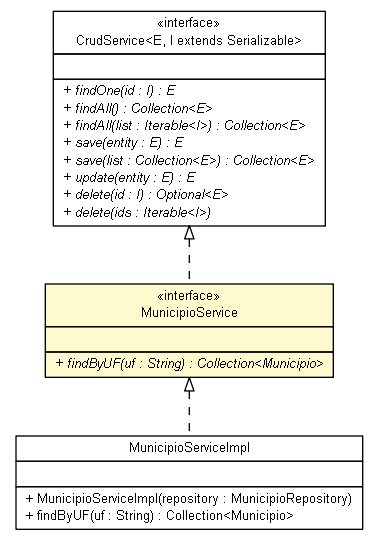 «interface»
CrudService<E, I extends Serializable>
+ findOne(id : I) : E
+ findAll() : Collection<E>
+ findAll(list : Iterable<I>) : Collection<E>
+ save(entity : E) : E
+ save(list : Collection<E>) : Collection<E>
+ update(entity : E) : E
+ delete(id : I) : Optional<E>
+ delete(ids : Iterable<I>)
«interface»
MunicipioService
+ findByUF(uf : String) : Collection<Municipio>
MunicipioServiceImpl
+ MunicipioServiceImpl(repository : MunicipioRepository)
+ findByUF(uf : String) : Collection<Municipio>